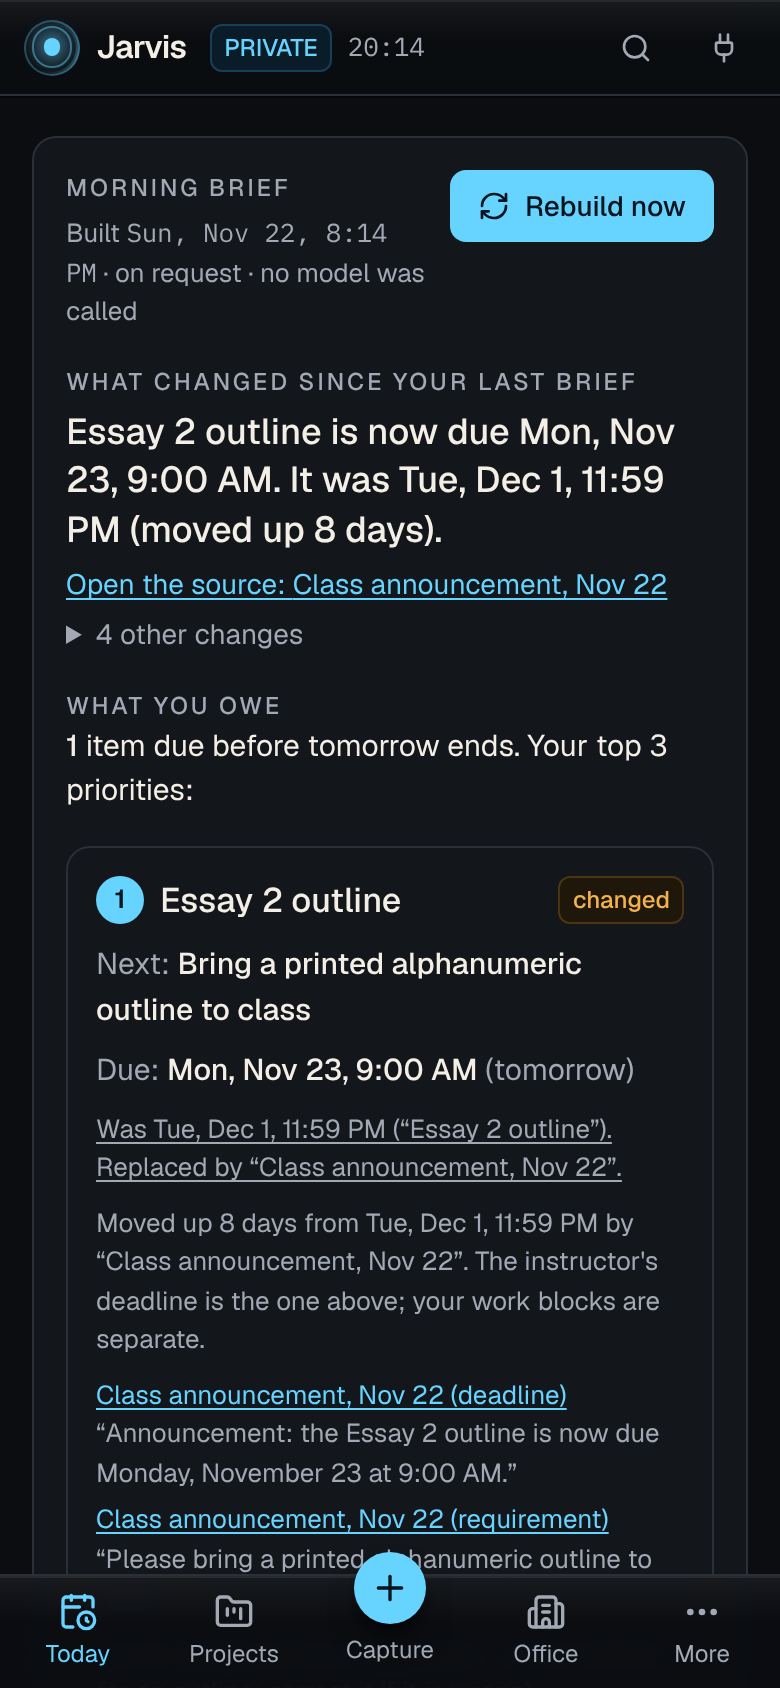 Jarvis PRIVATE 20:14
MORNING BRIEF
Rebuild now
Built Sun, Nov 22, 8:14
PM · on request · no model was
called
WHAT CHANGED SINCE YOUR LAST BRIEF
Essay 2 outline is now due Mon, Nov
23, 9:00 AM. It was Tue, Dec 1, 11:59
PM (moved up 8 days).
Open the source: Class announcement, Nov 22
▶ 4 other changes
WHAT YOU OWE
1 item due before tomorrow ends. Your top 3
priorities:
1 Essay 2 outline changed
Next: Bring a printed alphanumeric
outline to class
Due: Mon, Nov 23, 9:00 AM (tomorrow)
Was Tue, Dec 1, 11:59 PM (“Essay 2 outline”).
Replaced by “Class announcement, Nov 22”.
Moved up 8 days from Tue, Dec 1, 11:59 PM by
“Class announcement, Nov 22”. The instructor's
deadline is the one above; your work blocks are
separate.
Class announcement, Nov 22 (deadline)
“Announcement: the Essay 2 outline is now due
Monday, November 23 at 9:00 AM.”
Class announcement, Nov 22 (requirement)
“Please bring a printed alphanumeric outline to
Today Projects Capture Office More